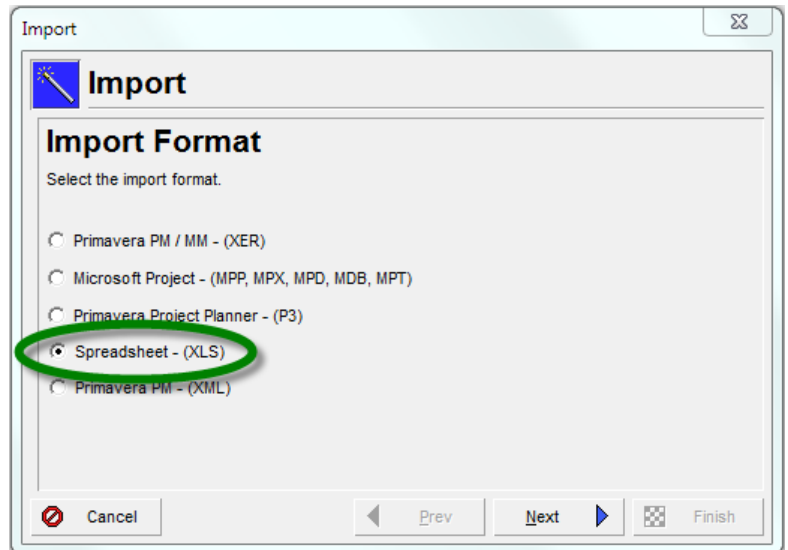 Import
Import
Import Format
Select the import format.
Primavera PM / MM - (XER)
Microsoft Project - (MPP, MPX, MPD, MDB, MPT)
Primavera Project Planner - (P3)
Spreadsheet - (XLS)
Primavera PM - (XML)
Cancel Prev Next Finish